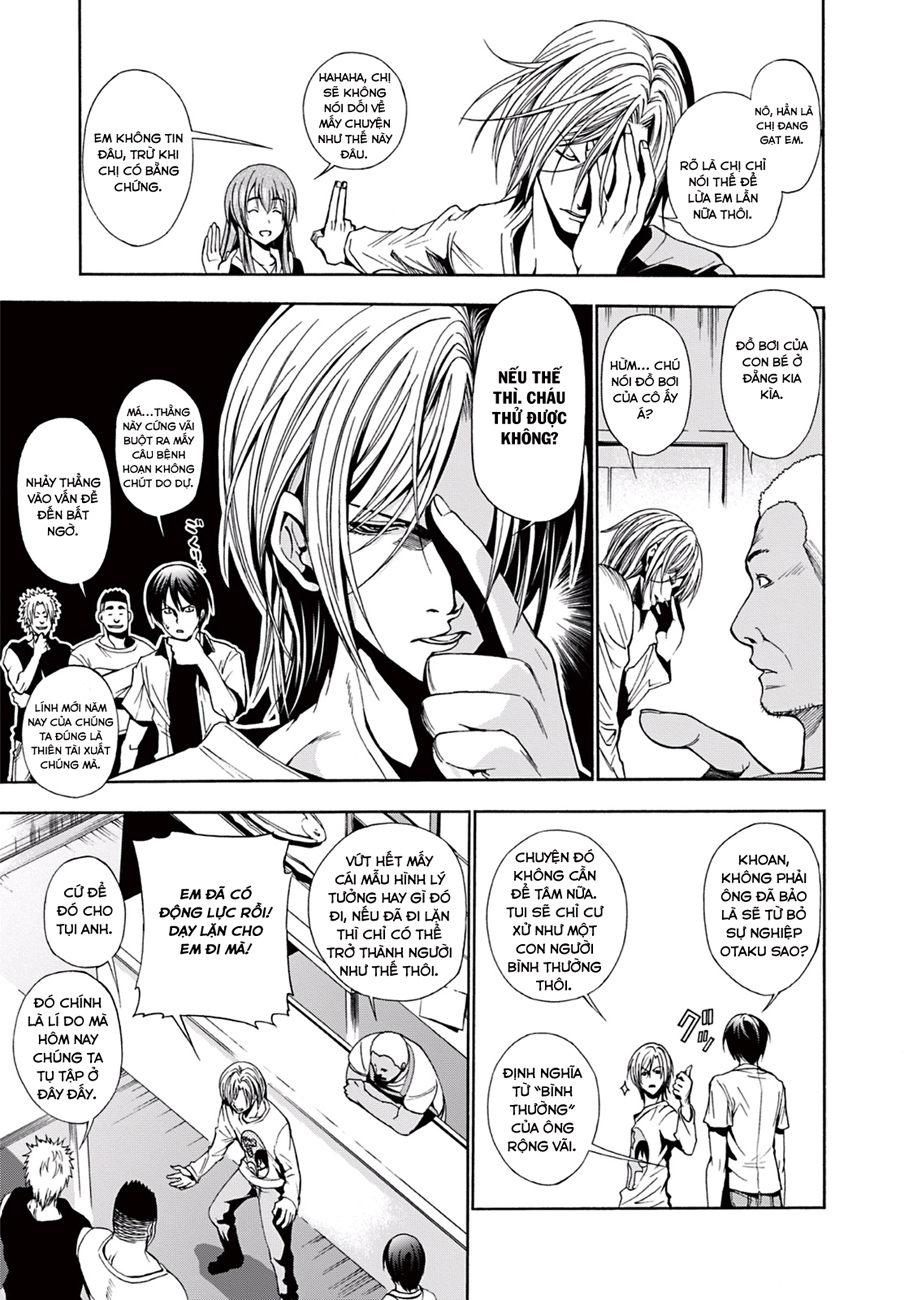 NÔ, HẲN LÀ
CHỊ ĐANG
GẠT EM.
RÕ LÀ CHỊ CHỈ
NÓI THẾ ĐỂ
LỪA EM LẦN
NỮA THÔI.
HAHAHA, CHỊ
SẼ KHÔNG
NÓI DỐI VỀ
MẤY CHUYỆN
NHƯ THẾ NÀY
ĐÂU.
EM KHÔNG TIN
ĐÂU, TRỪ KHI
CHỊ CÓ BẰNG
CHỨNG.
ĐỒ BƠI CỦA
CON BÉ Ở
ĐẰNG KIA
KÌA.
HỪM... CHÚ
NÓI ĐỒ BƠI
CỦA CÔ ẤY
Á?
NẾU THẾ
THÌ. CHÁU
THỬ ĐƯỢC
KHÔNG?
MÁ...THẰNG
NÀY CỨNG VÃI
BUỘT RA MẤY
CÂU BỆNH
HOẠN KHÔNG
CHÚT DO DỰ.
NHẢY THẲNG
VÀO VẤN ĐỀ
ĐẾN BẤT
NGỜ.
LÍNH MỚI NĂM
NAY CỦA CHÚNG
TA ĐÚNG LÀ
THIÊN TÀI XUẤT
CHÚNG MÀ.
KHOAN,
KHÔNG PHẢI
ÔNG ĐÃ BẢO
LÀ SẼ TỪ BỎ
SỰ NGHIỆP
OTAKU SAO?
CHUYỆN ĐÓ
KHÔNG CẦN
ĐỂ TÂM NỮA.
TUI SẼ CHỈ CƯ
XỬ NHƯ MỘT
CON NGƯỜI
BÌNH THƯỜNG
THÔI.
グッ
ĐỊNH NGHĨA
TỪ “BÌNH
THƯỜNG”
CỦA ÔNG
RỘNG VÃI.
VỨT HẾT MẤY
CÁI MẪU HÌNH LÝ
TƯỞNG HAY GÌ ĐÓ
ĐI, NẾU ĐÃ ĐI LẶN
THÌ CHỈ CÓ THỂ
TRỞ THÀNH NGƯỜI
NHƯ THẾ THÔI.
EM ĐÃ CÓ
ĐỘNG LỰC RỒI!
DẠY LẶN CHO
EM ĐI MÀ!
CỨ ĐỂ
ĐÓ CHO
TỤI ANH.
ĐÓ CHÍNH
LÀ LÍ DO MÀ
HÔM NAY
CHÚNG TA
TỤ TẬP Ở
ĐÂY ĐẤY.